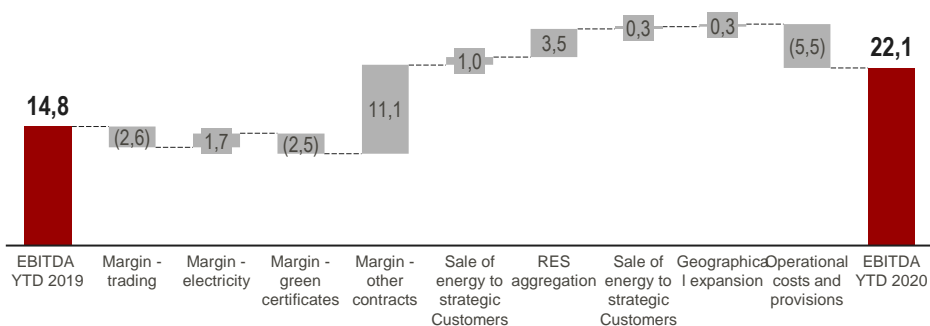 14,8
(2,6)
1,7
(2,5)
11,1
1,0
3,5
0,3
0,3
(5,5)
22,1
EBITDA
YTD 2019
Margin -
trading
Margin -
electricity
Margin -
green
certificates
Margin -
other
contracts
Sale of
energy to
strategic
Customers
RES
aggregation
Sale of
energy to
strategic
Customers
Geographica
l expansion
Operational
costs and
provisions
EBITDA
YTD 2020